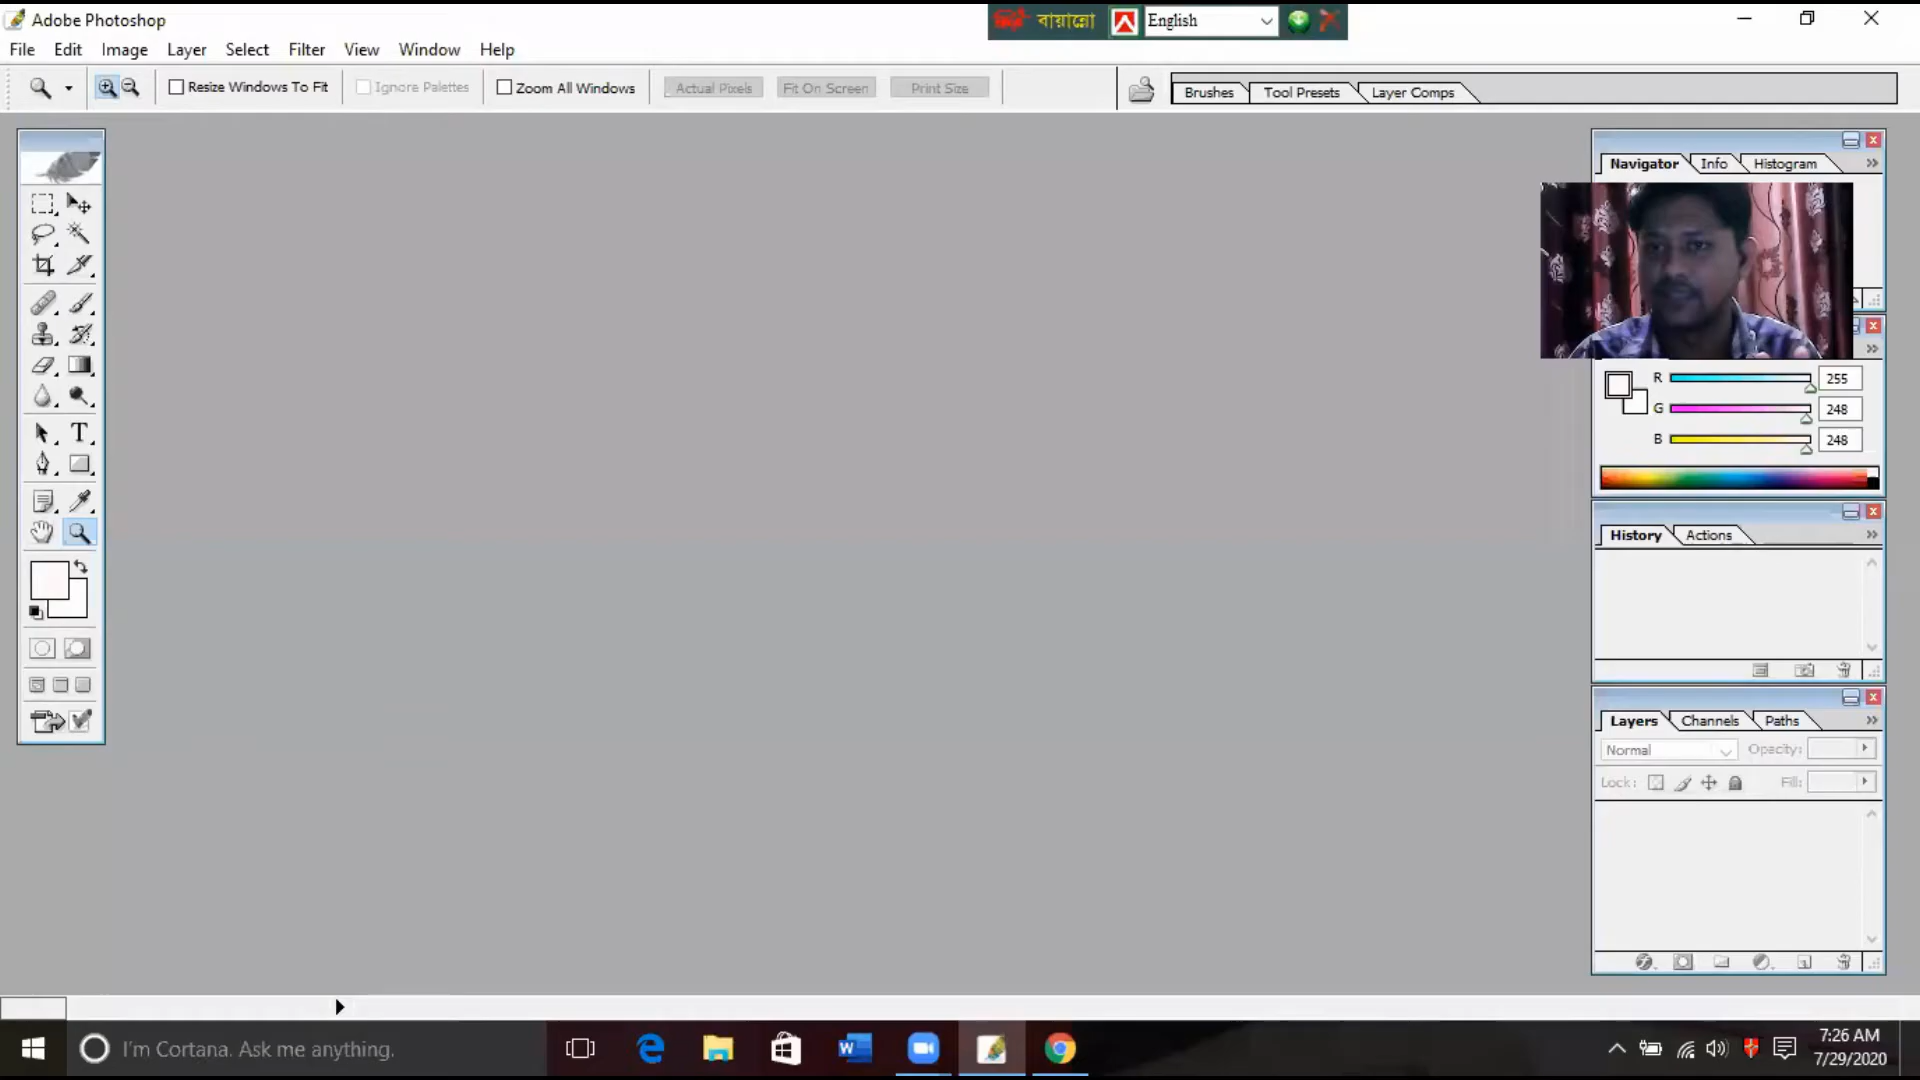 Adobe Photoshop
বায়ান্নো
English
File Edit Image Layer Select Filter View Window Help
Resize Windows To Fit
Ignore Palettes
Zoom All Windows
Actual Pixels
Fit On Screen
Print Size
Brushes
Tool Presets
Layer Comps
Navigator
Info
Histogram
R 255
G 248
B 248
T
History
Actions
Layers
Channels
Paths
Normal
Opacity:
Lock:
Fill:
I'm Cortana. Ask me anything.
7:26 AM
7/29/2020